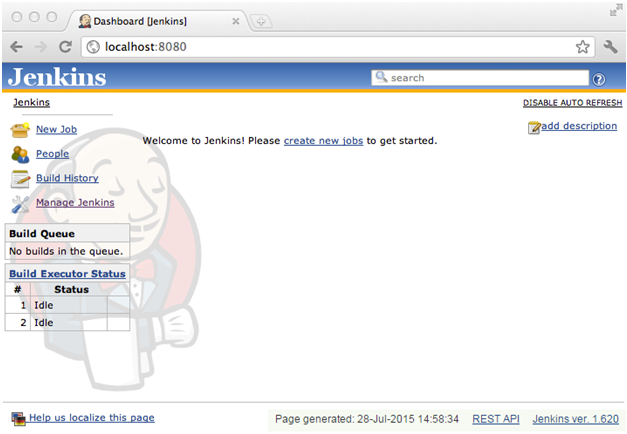 Dashboard [Jenkins]
localhost:8080
Jenkins
search
Jenkins
DISABLE AUTO REFRESH
New Job
add description
People
Welcome to Jenkins! Please create new jobs to get started.
Build History
Manage Jenkins
Build Queue
No builds in the queue.
Build Executor Status
# Status
1 Idle
2 Idle
Help us localize this page
Page generated: 28-Jul-2015 14:58:34 REST API Jenkins ver. 1.620